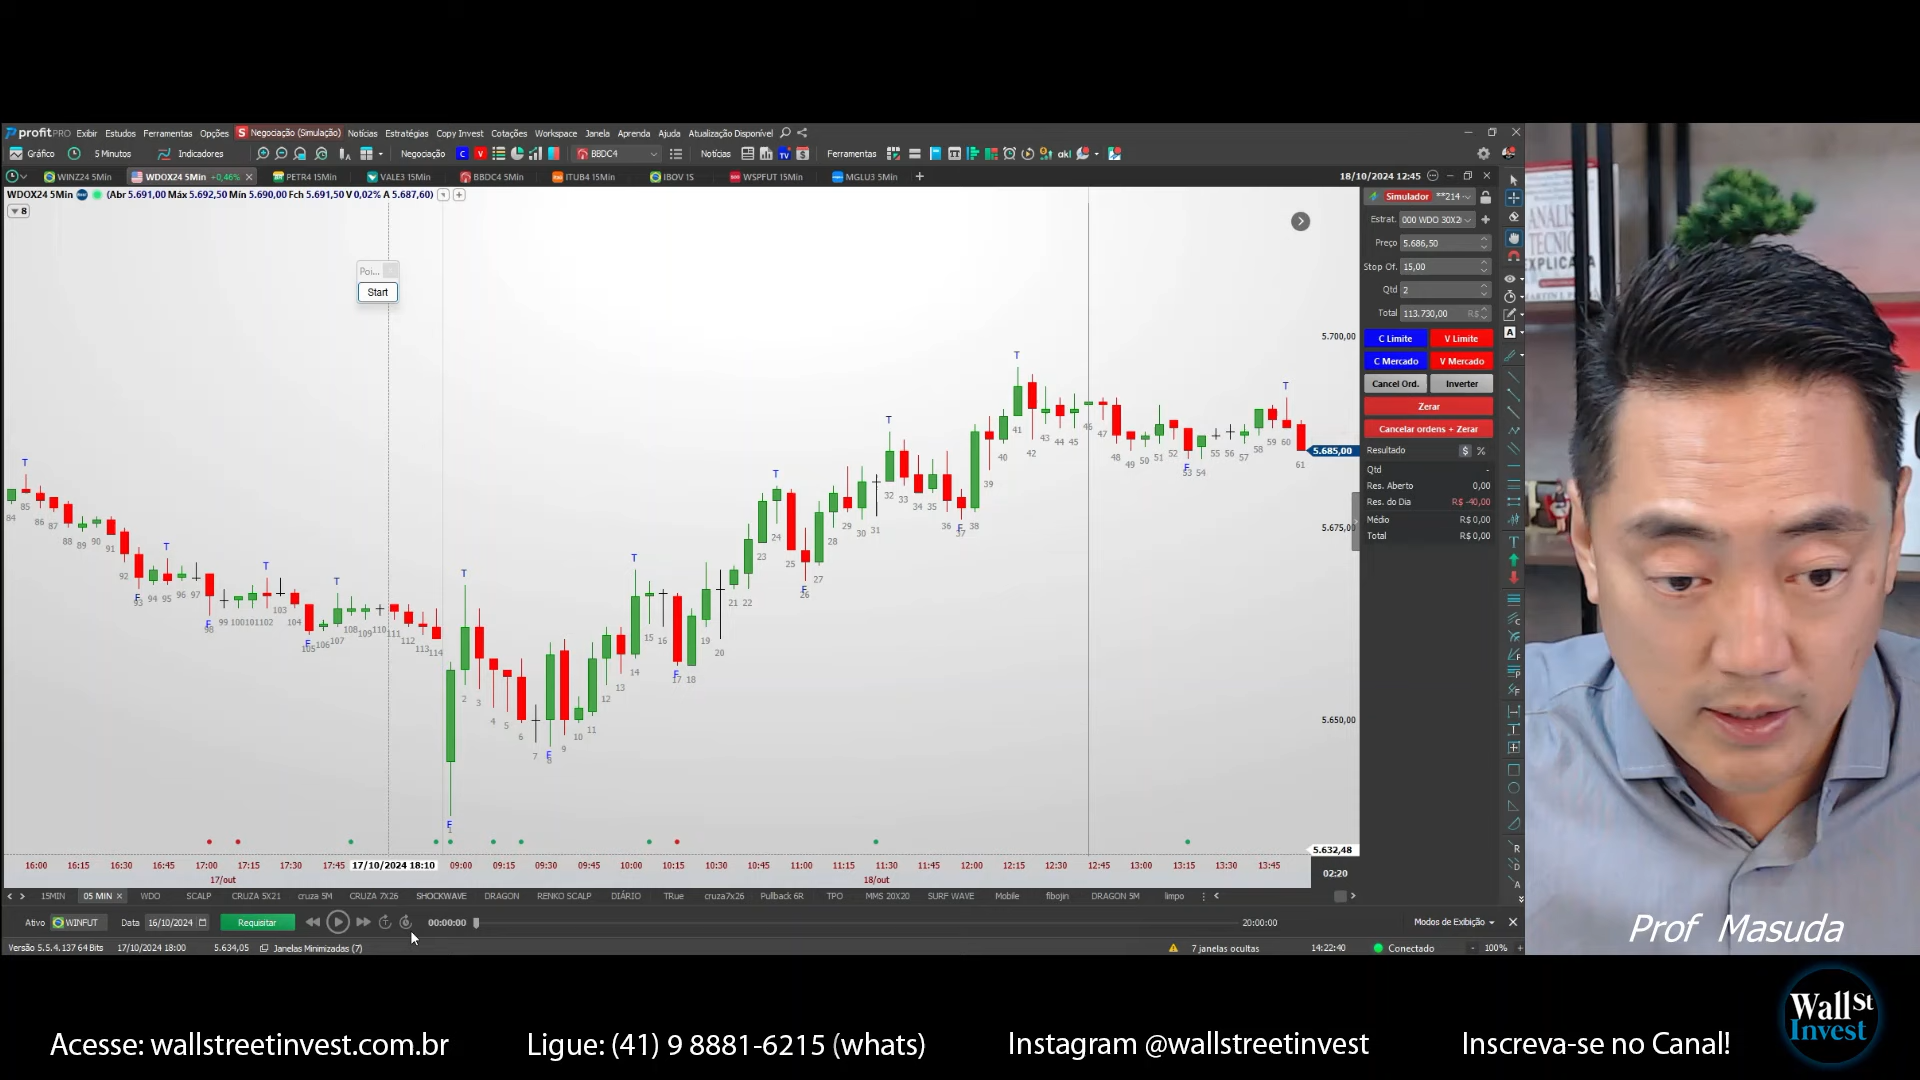 profitPRO Exibir Estudos Ferramentas Opções S Negociação (Simulação) Notícias Estratégias Copy Invest Cotações Workspace Janela Aprenda Ajuda Atualização Disponível
Gráfico 5 Minutos Indicadores Negociação C V BBDC4 Notícias Ferramentas akl
WINZ24 5Min WDOX24 5Min +0,46% PETR4 15Min VALE3 15Min BBDC4 5Min ITUB4 15Min IBOV 1S WSPFUT 15Min MGLU3 5Min 18/10/2024 12:45
WDOX24 5Min (Abr 5.691,00 Máx 5.692,50 Mín 5.690,00 Fch 5.691,50 V 0,02% A 5.687,60)
8
Poi...
Start
5.700,00
5.685,00
5.675,00
5.650,00
5.632,48
Simulador **214
Estrat. 000 WDO 30X2
Preço 5.686,50
Stop Of. 15,00
Qtd 2
Total 113.730,00 R$
C Limite V Limite
C Mercado V Mercado
Cancel Ord. Inverter
Zerar
Cancelar ordens + Zerar
Resultado $ %
Qtd -
Res. Aberto 0,00
Res. do Dia R$ -40,00
Médio R$ 0,00
Total R$ 0,00
16:00 16:15 16:30 16:45 17:00 17:15 17:30 17:45 17/10/2024 18:10 09:00 09:15 09:30 09:45 10:00 10:15 10:30 10:45 11:00 11:15 11:30 11:45 12:00 12:15 12:30 12:45 13:00 13:15 13:30 13:45
17/out 18/out
02:20
15MIN 05 MIN WDO SCALP CRUZA 5X21 cruza 5M CRUZA 7X26 SHOCKWAVE DRAGON RENKO SCALP DIÁRIO TRue cruza7x26 Pullback 6R TPO MMS 20X20 SURF WAVE Mobile fibojin DRAGON 5M limpo
Ativo WINFUT Data 16/10/2024 Requisitar 00:00:00 20:00:00 Modos de Exibição
Versão 5.5.4.137 64 Bits 17/10/2024 18:00 5.634,05 Janelas Minimizadas (7) 7 janelas ocultas 14:22:40 Conectado - 100% +
ANÁLIS
TECNIC
EXPLICADA
Prof Masuda
Acesse: wallstreetinvest.com.br Ligue: (41) 9 8881-6215 (whats) Instagram @wallstreetinvest Inscreva-se no Canal!
Wall St
Invest